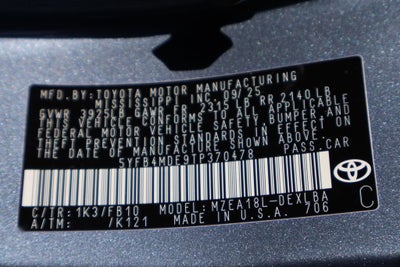 MFD.BY:TOYOTA MOTOR MANUFACTURING
MISSISSIPPI INC. 09/25
GVWR 3925LB GAWR FR 2315LB RR 2140LB
THIS VEHICLE CONFORMS TO ALL APPLICABLE
FEDERAL MOTOR VEHICLE SAFETY AND
THEFT PREVENTION STANDARDS IN EFFECT ON
THE DATE OF MANUFACTURE SHOWN ABOVE.
5YFB4MDE9TP370478 PASS.CAR
TOYOTA
C
C/TR:1K3/FB10 MODEL:MZEA18L-DEXLBA
A/TM: /K121 MADE IN U.S.A. 706